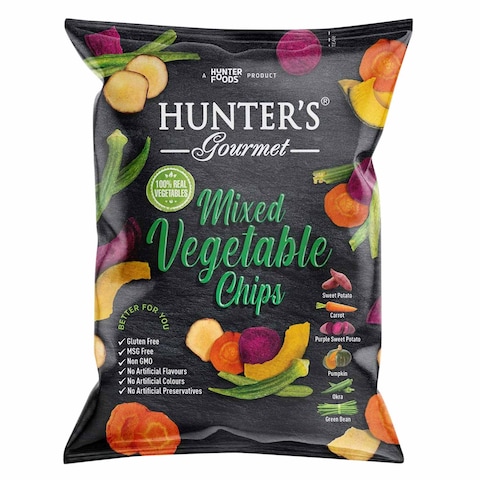 A HUNTER FOODS® PRODUCT
HUNTER'S®
Gourmet
100% REAL
VEGETABLES
Mixed
Vegetable
Chips
BETTER FOR YOU
✓ Gluten Free
✓ MSG Free
✓ Non GMO
✓ No Artificial Flavours
✓ No Artificial Colours
✓ No Artificial Preservatives
Sweet Potato
Carrot
Purple Sweet Potato
Pumpkin
Okra
Green Bean